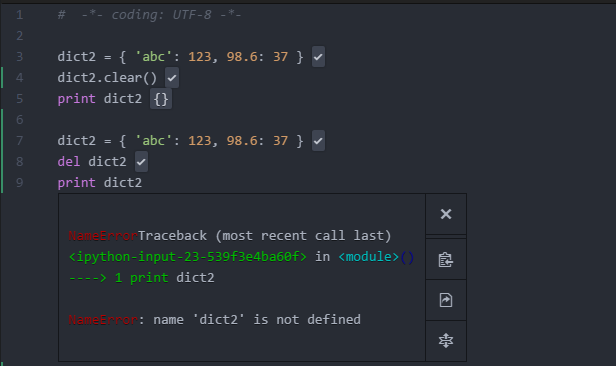 1 # -*- coding: UTF-8 -*-
2
3 dict2 = { 'abc': 123, 98.6: 37 } ✓
4 dict2.clear() ✓
5 print dict2 {}
6
7 dict2 = { 'abc': 123, 98.6: 37 } ✓
8 del dict2 ✓
9 print dict2
NameErrorTraceback (most recent call last)
<ipython-input-23-539f3e4ba60f> in <module>()
----> 1 print dict2
NameError: name 'dict2' is not defined